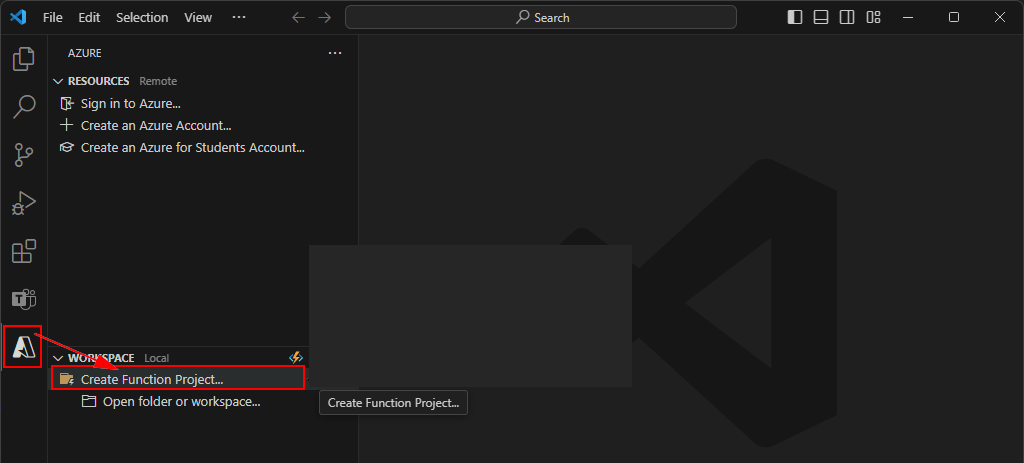 File Edit Selection View ···
Search
AZURE ···
RESOURCES Remote
Sign in to Azure...
Create an Azure Account...
Create an Azure for Students Account...
WORKSPACE Local
Create Function Project...
Open folder or workspace...
Create Function Project...